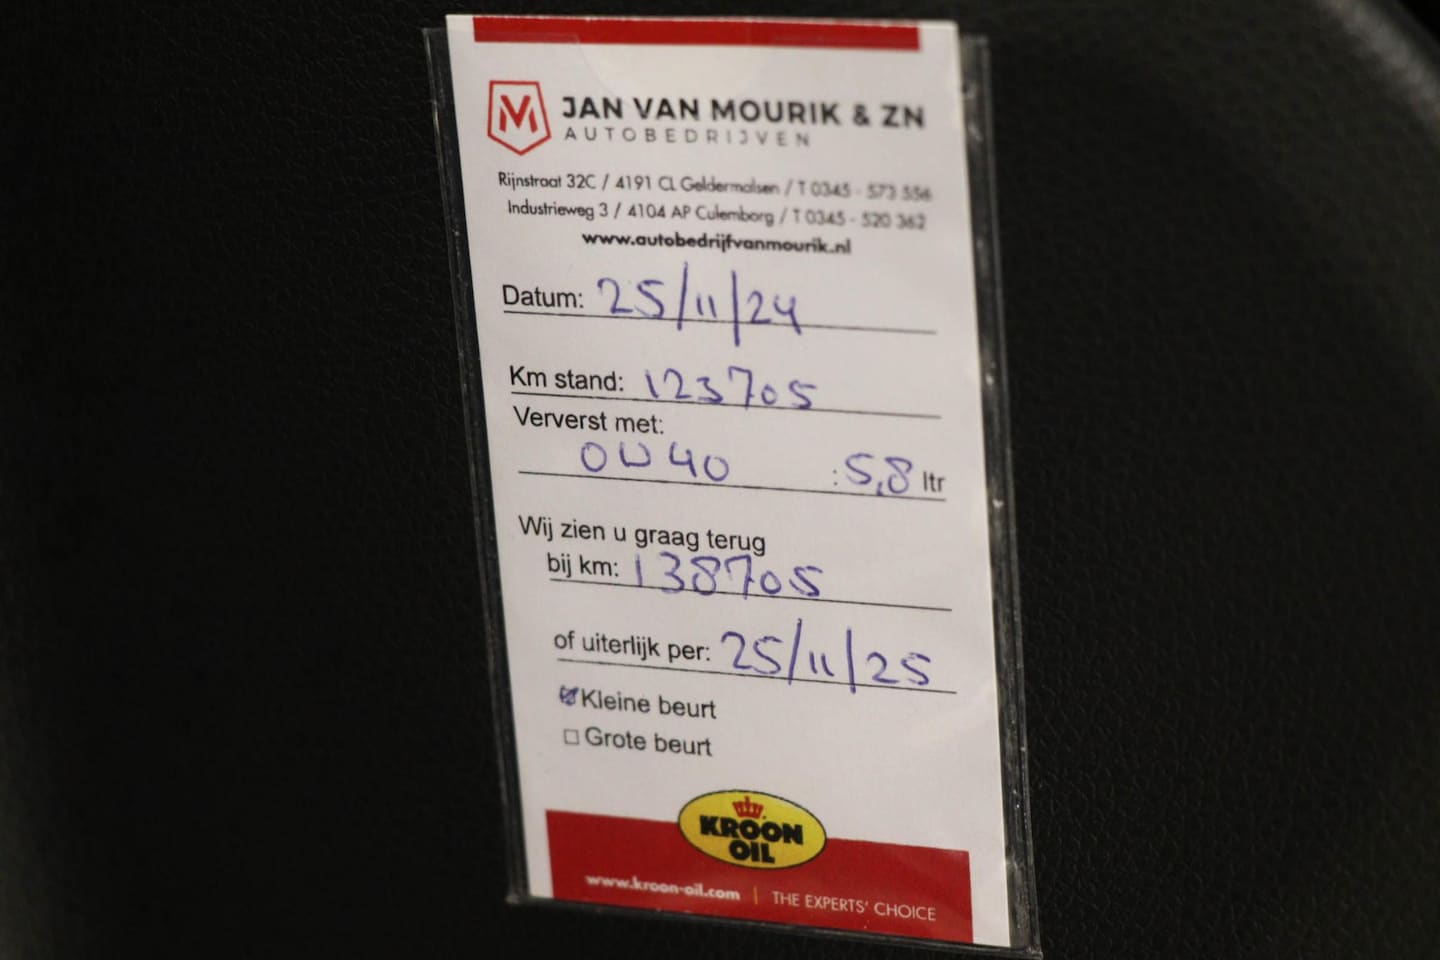 JAN VAN MOURIK & ZN
AUTOBEDRIJVEN
Rijnstraat 32C / 4191 CL Geldermalsen / T 0345 - 573 556
Industrieweg 3 / 4104 AP Culemborg / T 0345 - 520 362
www.autobedrijfvanmourik.nl
Datum: 25/11/24
Km stand: 123705
Ververst met:
0W40 : 5,8 ltr
Wij zien u graag terug
bij km: 138705
of uiterlijk per: 25/11/25
Kleine beurt
Grote beurt
KROON
OIL
www.kroon-oil.com | THE EXPERTS' CHOICE